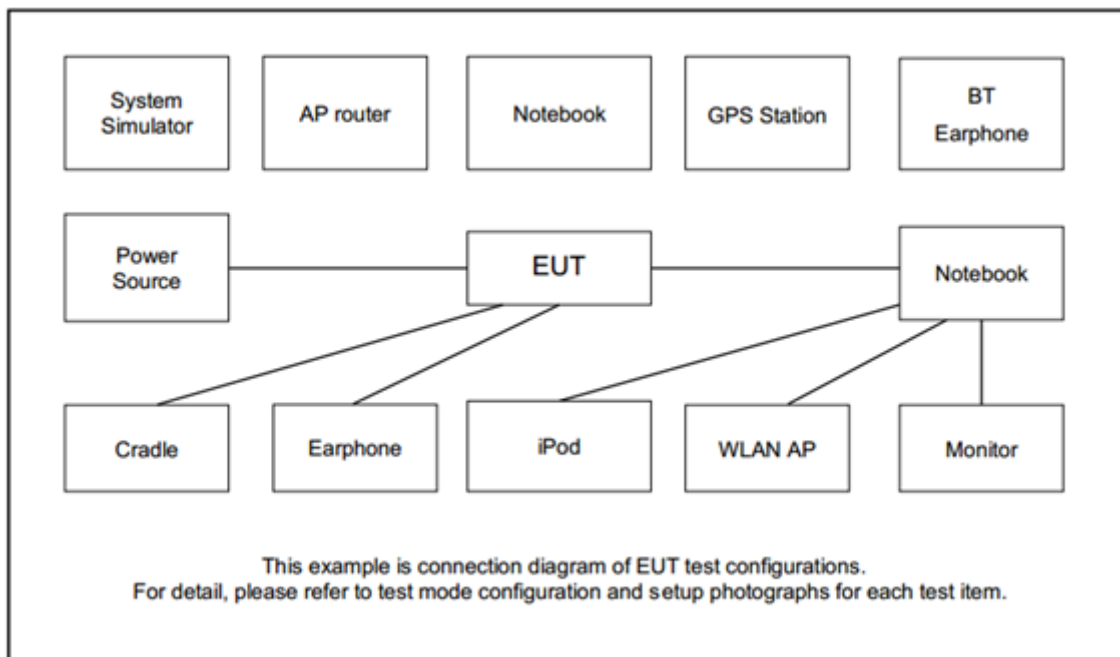 System
Simulator
AP router
Notebook
GPS Station
BT
Earphone
Power
Source
EUT
Notebook
Cradle
Earphone
iPod
WLAN AP
Monitor
This example is connection diagram of EUT test configurations.
For detail, please refer to test mode configuration and setup photographs for each test item.